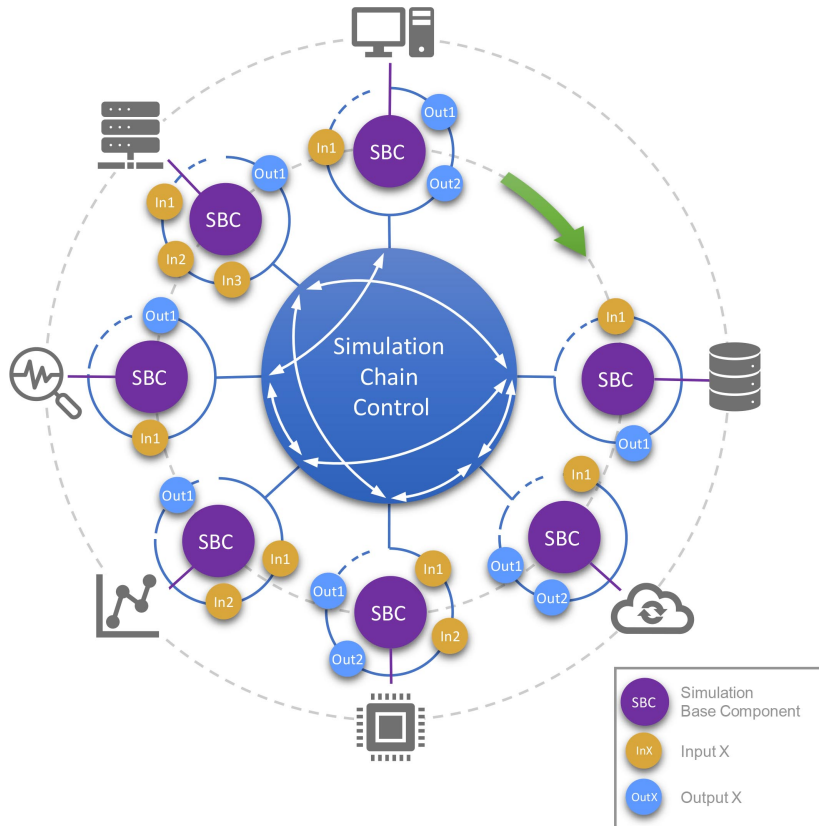 Out1
In1
SBC
Out2
Out1
In1
SBC
In2
In3
In1
SBC
Out1
Out1
SBC
In1
Simulation
Chain
Control
Out1
In1
SBC
In2
In1
SBC
Out1
Out2
Out1
In1
SBC
In2
Out2
SBC
Simulation
Base Component
InX
Input X
OutX
Output X